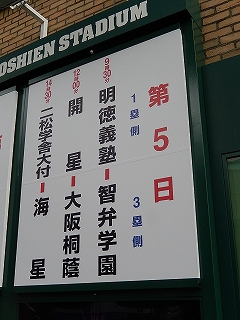 OSHIEN STADIUM
第5日
1塁側 3塁側
9時30分 明徳義塾－智弁学園
12時00分 開星－大阪桐蔭
14時30分 二松学舎大付－海星